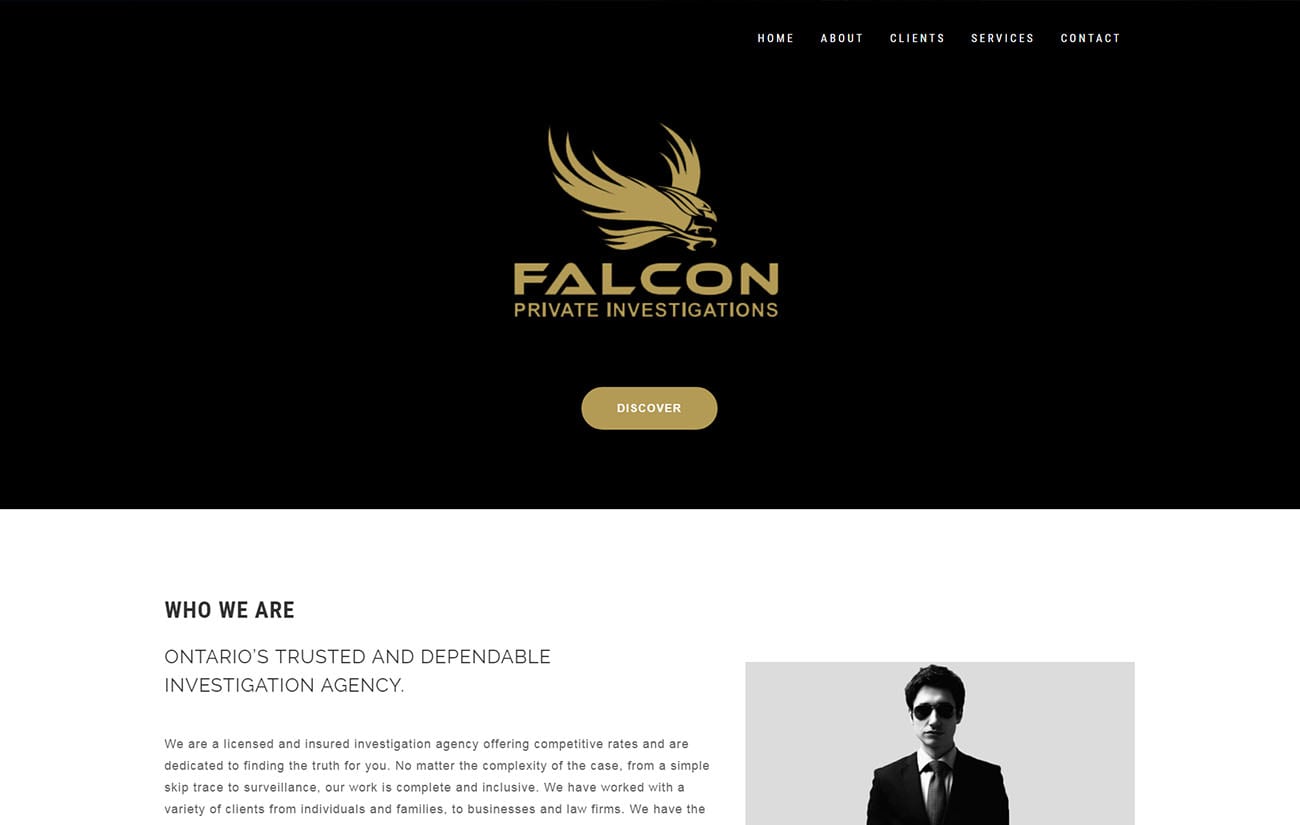 HOME ABOUT CLIENTS SERVICES CONTACT
FALCON
PRIVATE INVESTIGATIONS
DISCOVER
WHO WE ARE
ONTARIO'S TRUSTED AND DEPENDABLE
INVESTIGATION AGENCY.
We are a licensed and insured investigation agency offering competitive rates and are
dedicated to finding the truth for you. No matter the complexity of the case, from a simple
skip trace to surveillance, our work is complete and inclusive. We have worked with a
variety of clients from individuals and families, to businesses and law firms. We have the